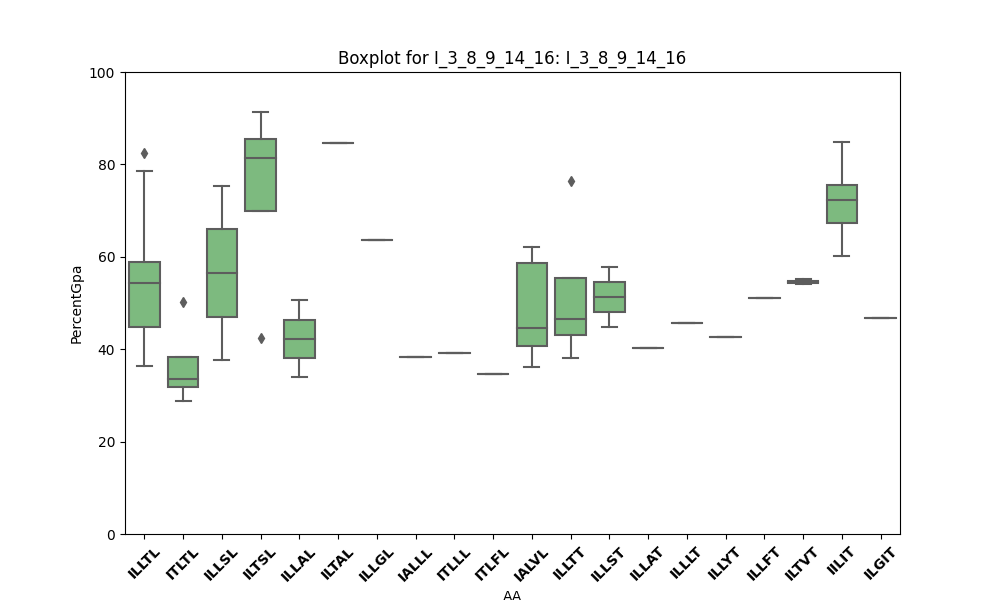 Boxplot for I_3_8_9_14_16: I_3_8_9_14_16
100
80
60
40
20
0
PercentGpa
ILLTL ITLTL ILLSL ILTSL ILLAL ILTAL ILLGL IALLL ITLLL ITLFL IALVL ILLTT ILLST ILLAT ILLLT ILLYT ILLFT ILTVT IILIT ILGIT
AA